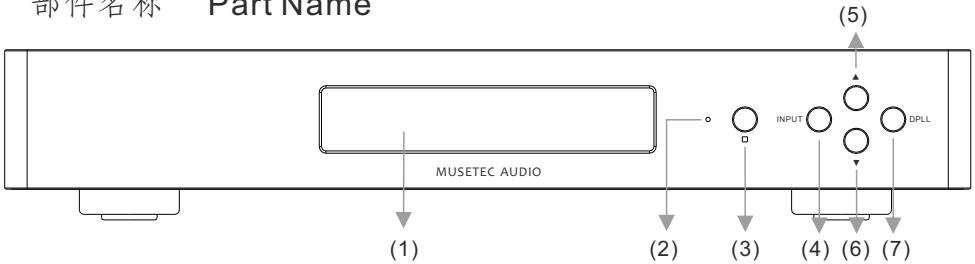 部件名称 Part Name
(5)
▲
INPUT DPLL
▼
MUSETEC AUDIO
(1) (2) (3) (4) (6) (7)